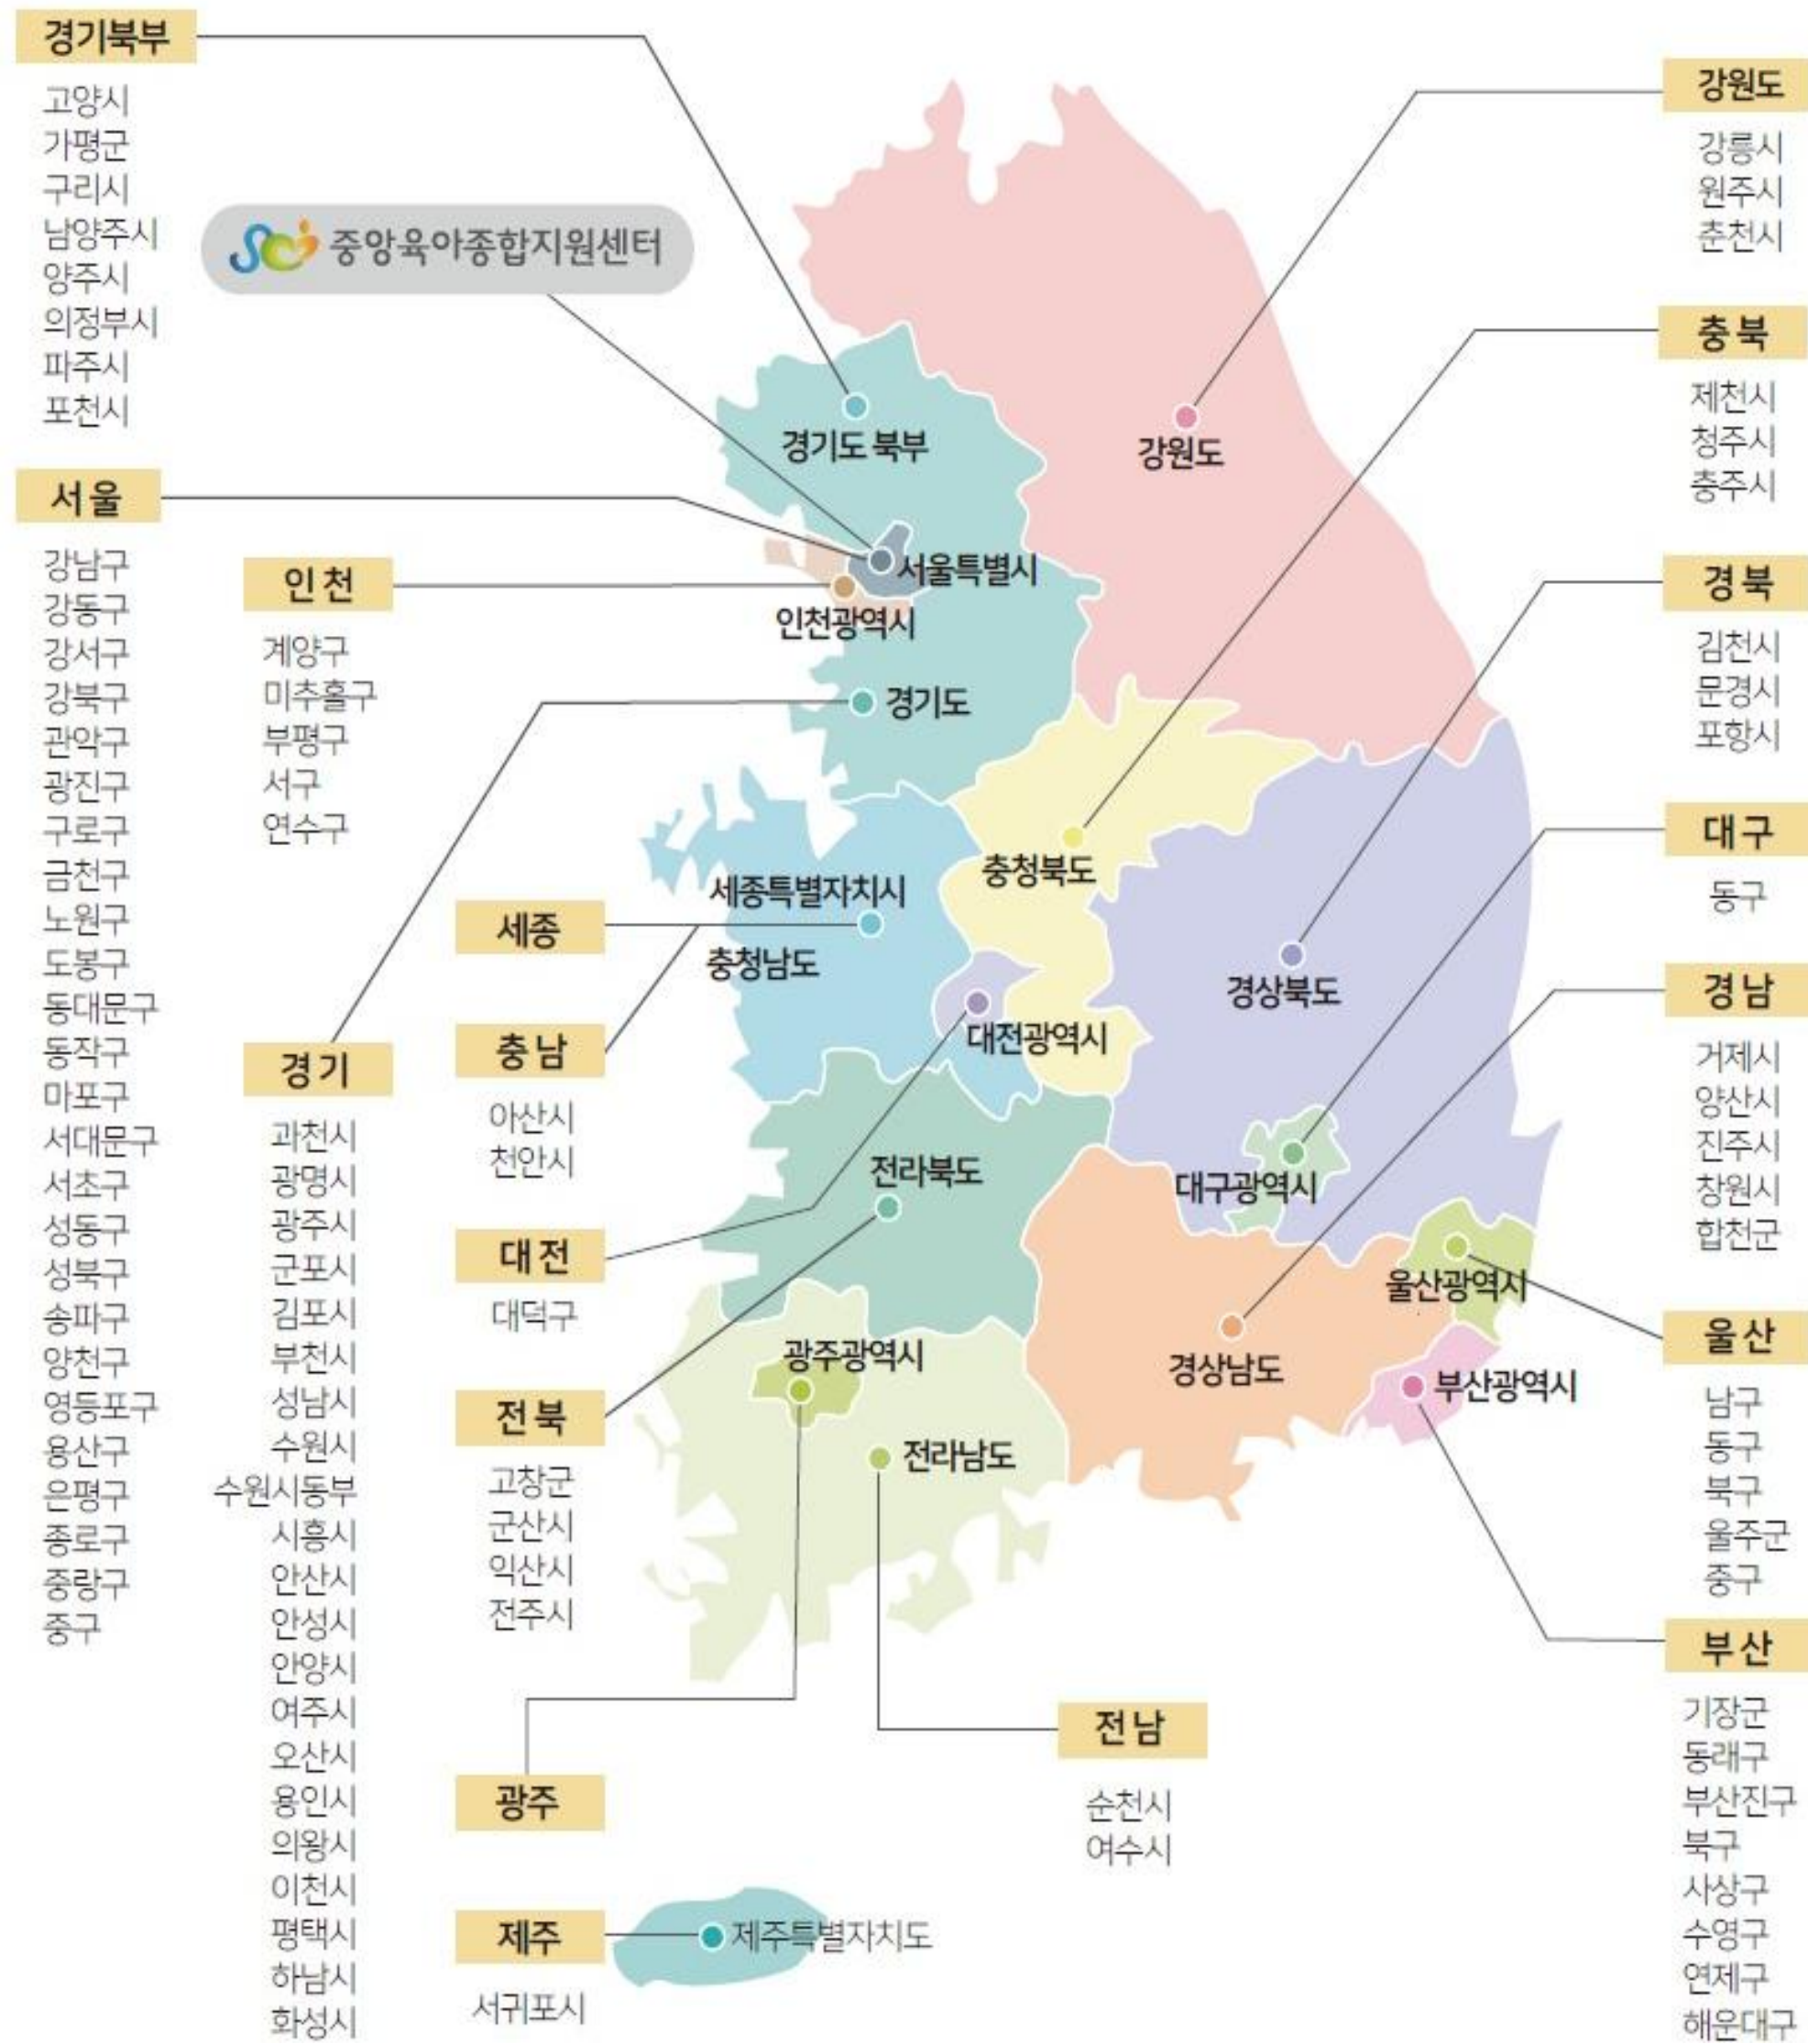 경기북부
고양시
가평군
구리시
남양주시
양주시
의정부시
파주시
포천시
중앙육아종합지원센터
서울
강남구
강동구
강서구
강북구
관악구
광진구
구로구
금천구
노원구
도봉구
동대문구
동작구
마포구
서대문구
서초구
성동구
성북구
송파구
양천구
영등포구
용산구
은평구
종로구
중랑구
중구
인천
계양구
미추홀구
부평구
서구
연수구
경기
과천시
광명시
광주시
군포시
김포시
부천시
성남시
수원시
수원시동부
시흥시
안산시
안성시
안양시
여주시
오산시
용인시
의왕시
이천시
평택시
하남시
화성시
세종
충남
아산시
천안시
대전
대덕구
전북
고창군
군산시
익산시
전주시
광주
제주
서귀포시
경기도 북부
강원도
서울특별시
인천광역시
경기도
충청북도
세종특별자치시
충청남도
대전광역시
경상북도
전라북도
대구광역시
울산광역시
광주광역시
경상남도
부산광역시
전라남도
제주특별자치도
전남
순천시
여수시
강원도
강릉시
원주시
춘천시
충북
제천시
청주시
충주시
경북
김천시
문경시
포항시
대구
동구
경남
거제시
양산시
진주시
창원시
합천군
울산
남구
동구
북구
울주군
중구
부산
기장군
동래구
부산진구
북구
사상구
수영구
연제구
해운대구